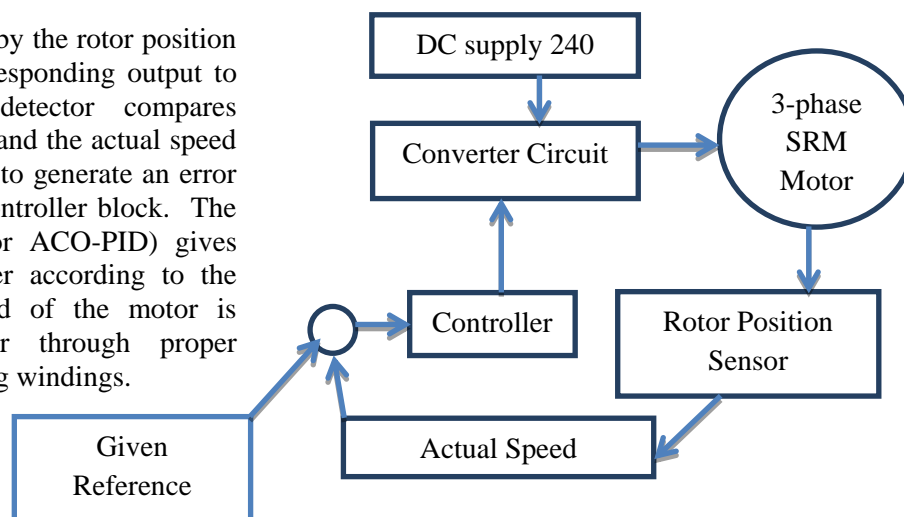 by the rotor position
responding output to
detector compares
and the actual speed
to generate an error
controller block. The
or ACO-PID) gives
er according to the
d of the motor is
r through proper
g windings.
DC supply 240
Converter Circuit
3-phase
SRM
Motor
Controller
Rotor Position
Sensor
Actual Speed
Given
Reference